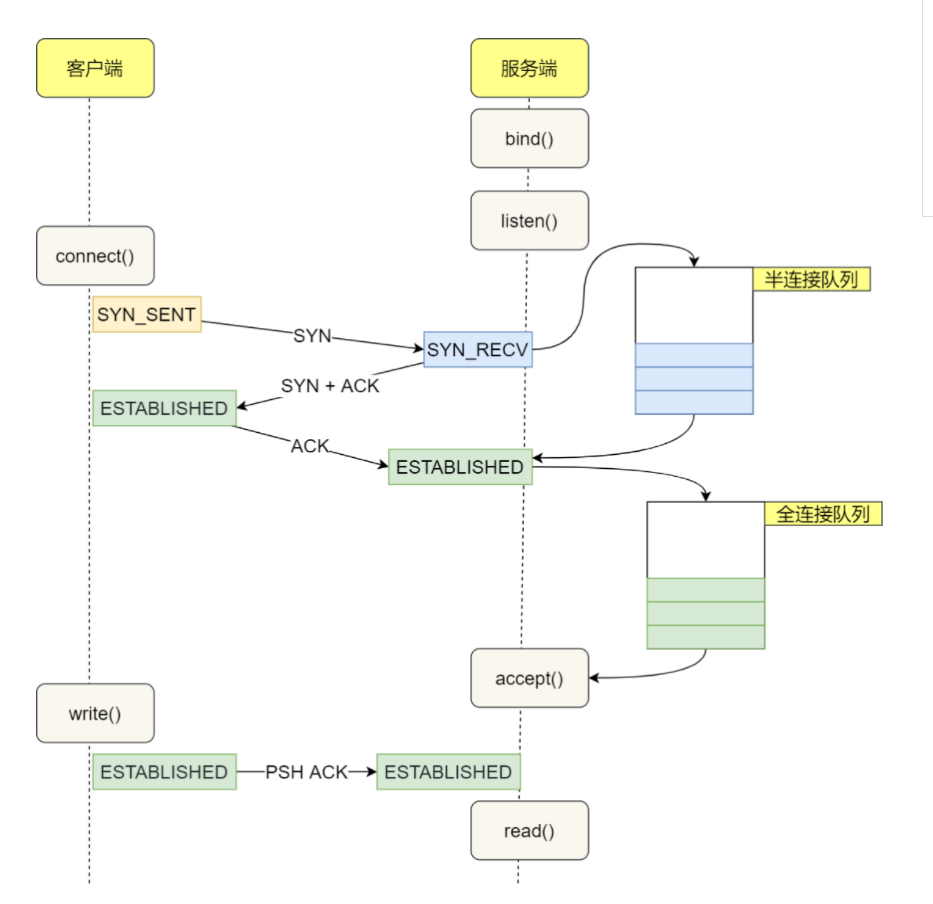 客户端
服务端
bind()
listen()
connect()
半连接队列
SYN_SENT
SYN
SYN_RECV
SYN + ACK
ESTABLISHED
ACK
ESTABLISHED
全连接队列
accept()
write()
ESTABLISHED
PSH ACK
ESTABLISHED
read()